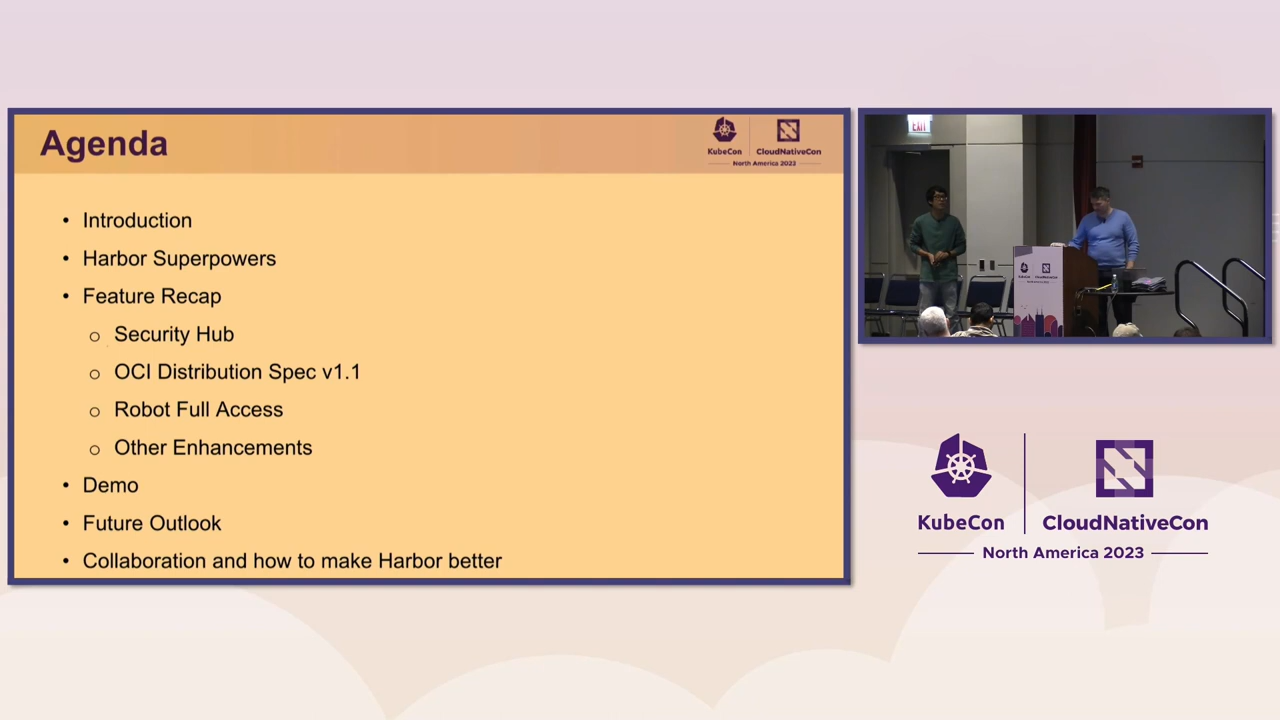 Agenda
KubeCon
CloudNativeCon
North America 2023
• Introduction
• Harbor Superpowers
• Feature Recap
o Security Hub
o OCI Distribution Spec v1.1
o Robot Full Access
o Other Enhancements
• Demo
• Future Outlook
• Collaboration and how to make Harbor better
EXIT
KubeCon
CloudNativeCon
North America 2023